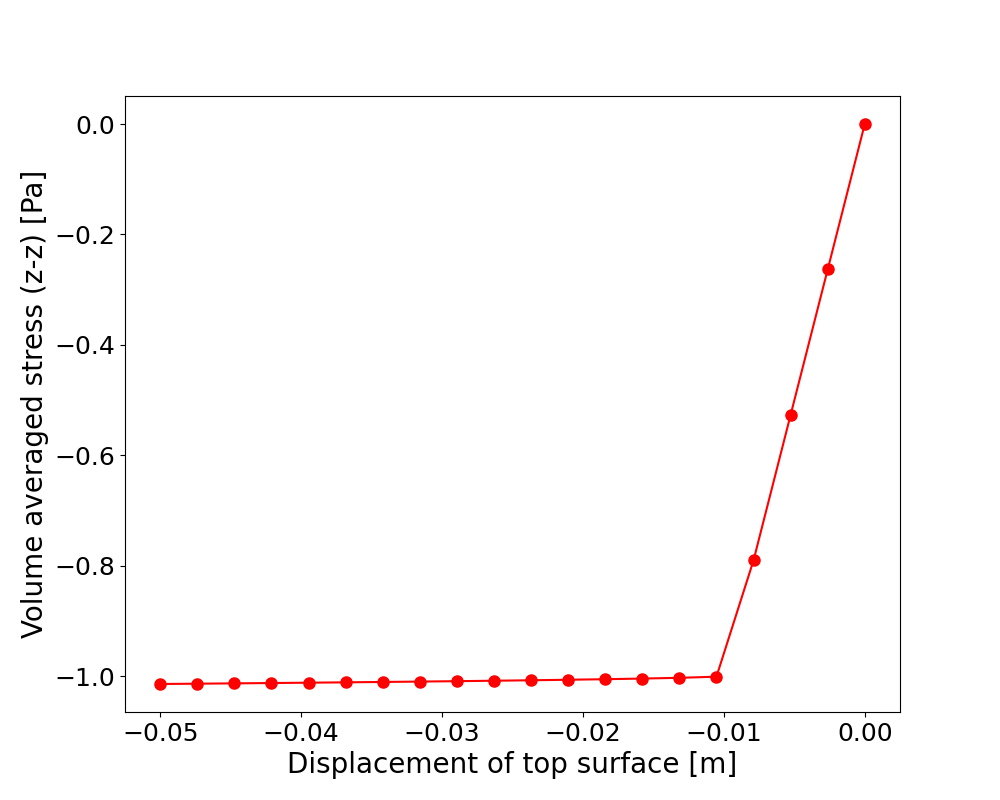 0.0
−0.2
−0.4
−0.6
−0.8
−1.0
Volume averaged stress (z-z) [Pa]
−0.05 −0.04 −0.03 −0.02 −0.01 0.00
Displacement of top surface [m]